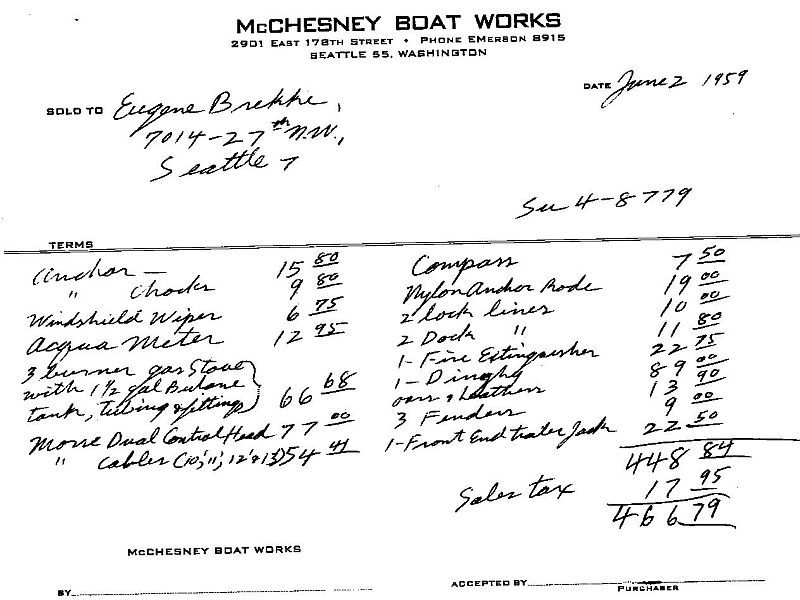 McCHESNEY BOAT WORKS
2901 EAST 178TH STREET • PHONE EMERSON 8915
SEATTLE 55, WASHINGTON
DATE June 2 1959
SOLD TO Eugene Brekke,
7014-27th N.W.,
Seattle 7
Su 4-8779
TERMS
Anchor — 15 80
" Chocks 9 80
Windshield Wiper 6 75
Acqua Meter 12 95
3 burner gas Stove
with 1 1/2 gal Butane
tank, tubing & fittings } 66 68
Morse Dual Control Head 77 00
" Cables (10', 11', 12' & 13') 54 41
Compass 7 50
Nylon Anchor Rode 19 00
2 lock lines 10 00
2 Dock " 11 80
1- Fire Extinguisher 22 75
1- Dinghy 89 00
oars & leathers 13 90
3 Fenders 9 00
1- Front End trailer Jack 22 50
448 84
Sales tax 17 95
466 79
McCHESNEY BOAT WORKS
BY
ACCEPTED BY
PURCHASER